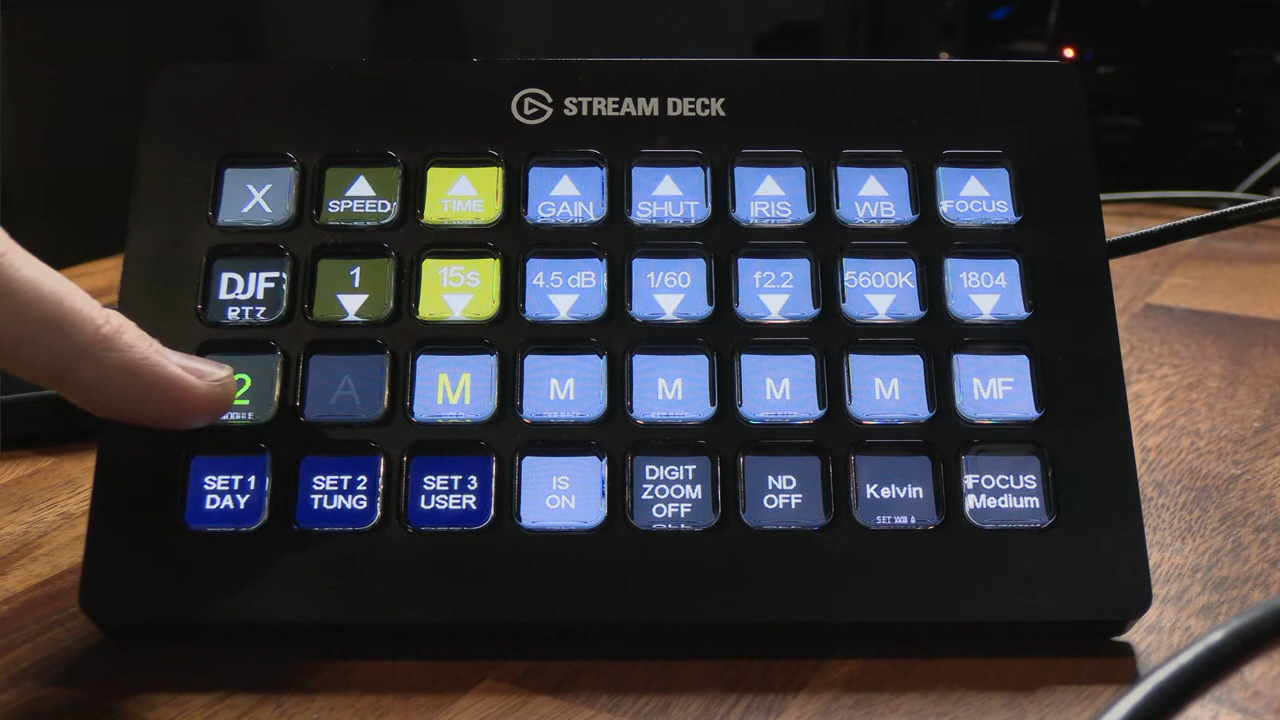 STREAM DECK
X
SPEED
TIME
GAIN
SHUT
IRIS
WB
FOCUS
DJF
RTZ
1
15s
4.5 dB
1/60
f2.2
5600K
1804
2
A
M
M
M
M
M
MF
SET 1
DAY
SET 2
TUNG
SET 3
USER
IS
ON
DIGIT
ZOOM
OFF
ND
OFF
Kelvin
FOCUS
Medium